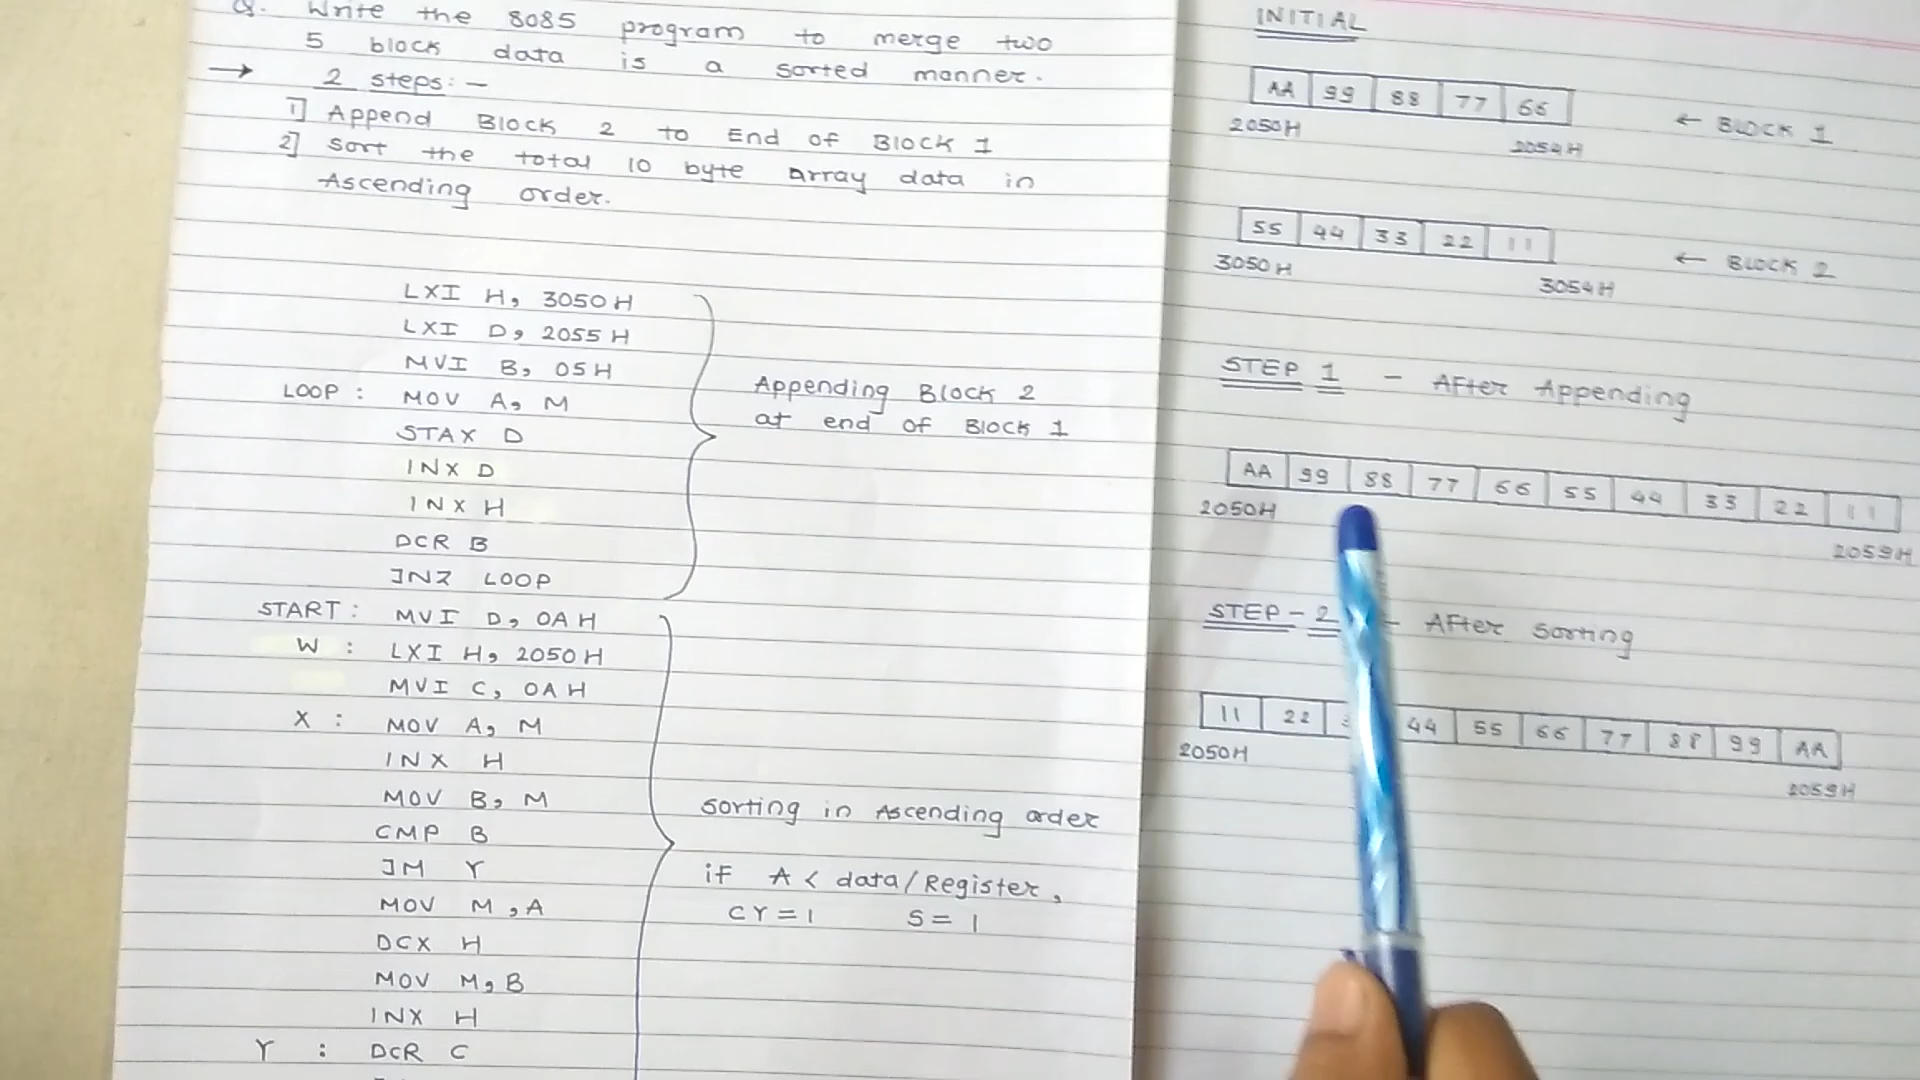 Q. Write the 8085 program to merge two
5 block data is a sorted manner.
→ 2 steps:-
1] Append Block 2 to End of Block 1
2] Sort the total 10 byte array data in
Ascending order.
LXI H, 3050H
LXI D, 2055H
MVI B, 05H
LOOP : MOV A, M
STAX D
INX D
INX H
DCR B
JNZ LOOP
Appending Block 2
at end of Block 1
START : MVI D, 0AH
W : LXI H, 2050H
MVI C, 0AH
X : MOV A, M
INX H
MOV B, M
CMP B
JM Y
MOV M, A
DCX H
MOV M, B
INX H
Y : DCR C
Sorting in Ascending order
if A < data/Register,
CY=1 S=1
INITIAL
AA 99 88 77 66
← BLOCK 1
2050H 2054H
55 44 33 22 11
← BLOCK 2
3050H 3054H
STEP 1 - After Appending
AA 99 88 77 66 55 44 33 22 11
2050H 2059H
STEP-2 - After Sorting
11 22 44 55 66 77 88 99 AA
2050H 2059H